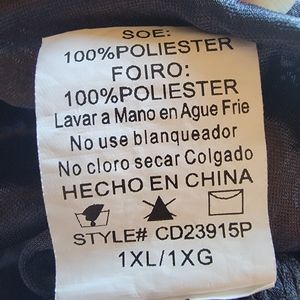 SOE:
100%POLIESTER
FOIRO:
100%POLIESTER
Lavar a Mano en Ague Frie
No use blanqueador
No cloro secar Colgado
HECHO EN CHINA
STYLE# CD23915P
1XL/1XG